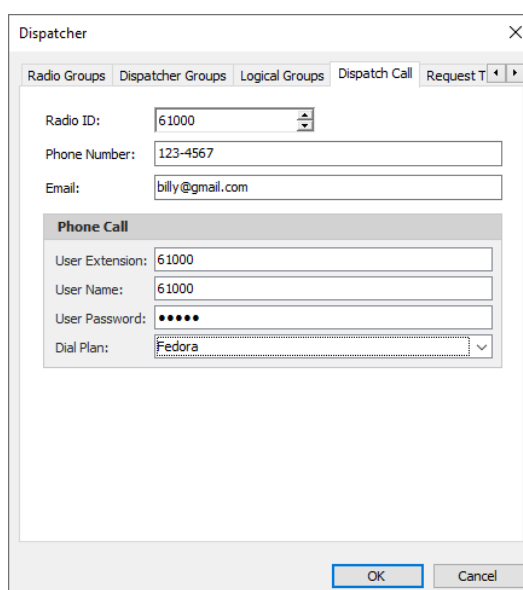 Dispatcher
Radio Groups Dispatcher Groups Logical Groups Dispatch Call Request T
Radio ID: 61000
Phone Number: 123-4567
Email: billy@gmail.com
Phone Call
User Extension: 61000
User Name: 61000
User Password: •••••
Dial Plan: Fedora
OK Cancel